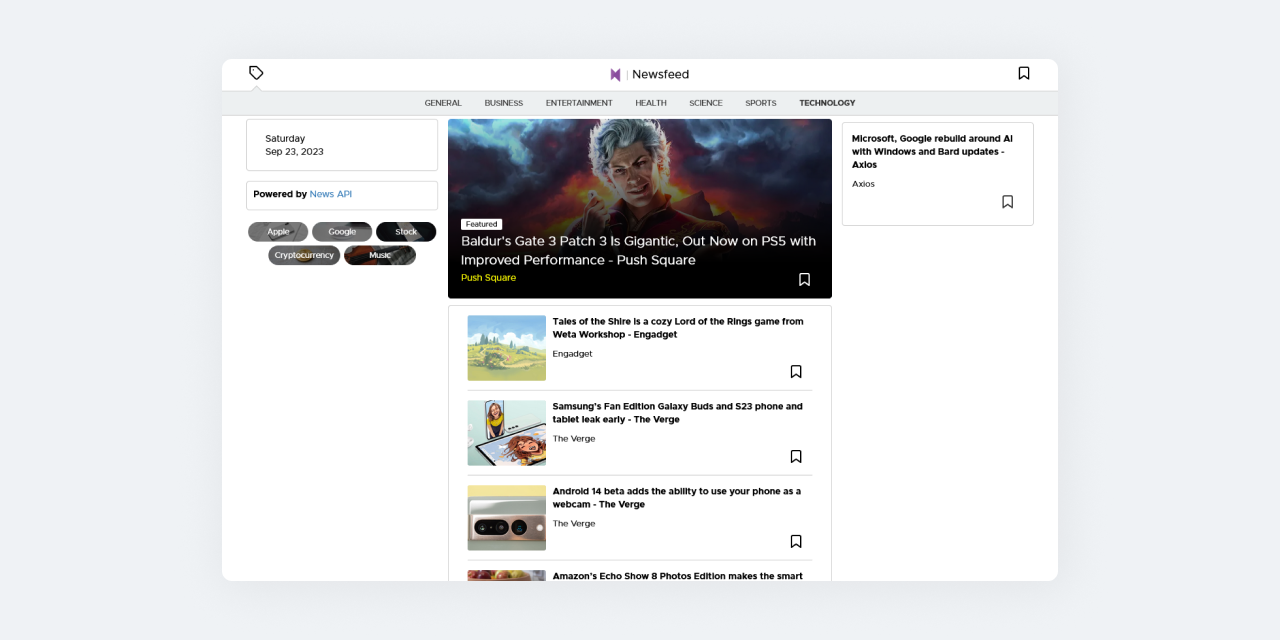 Newsfeed
GENERAL BUSINESS ENTERTAINMENT HEALTH SCIENCE SPORTS TECHNOLOGY
Saturday
Sep 23, 2023
Powered by News API
Apple Google Stock
Cryptocurrency Music
Featured
Baldur's Gate 3 Patch 3 Is Gigantic, Out Now on PS5 with
Improved Performance - Push Square
Push Square
Tales of the Shire is a cozy Lord of the Rings game from
Weta Workshop - Engadget
Engadget
Samsung's Fan Edition Galaxy Buds and S23 phone and
tablet leak early - The Verge
The Verge
Android 14 beta adds the ability to use your phone as a
webcam - The Verge
The Verge
Amazon's Echo Show 8 Photos Edition makes the smart
Microsoft, Google rebuild around AI
with Windows and Bard updates -
Axios
Axios